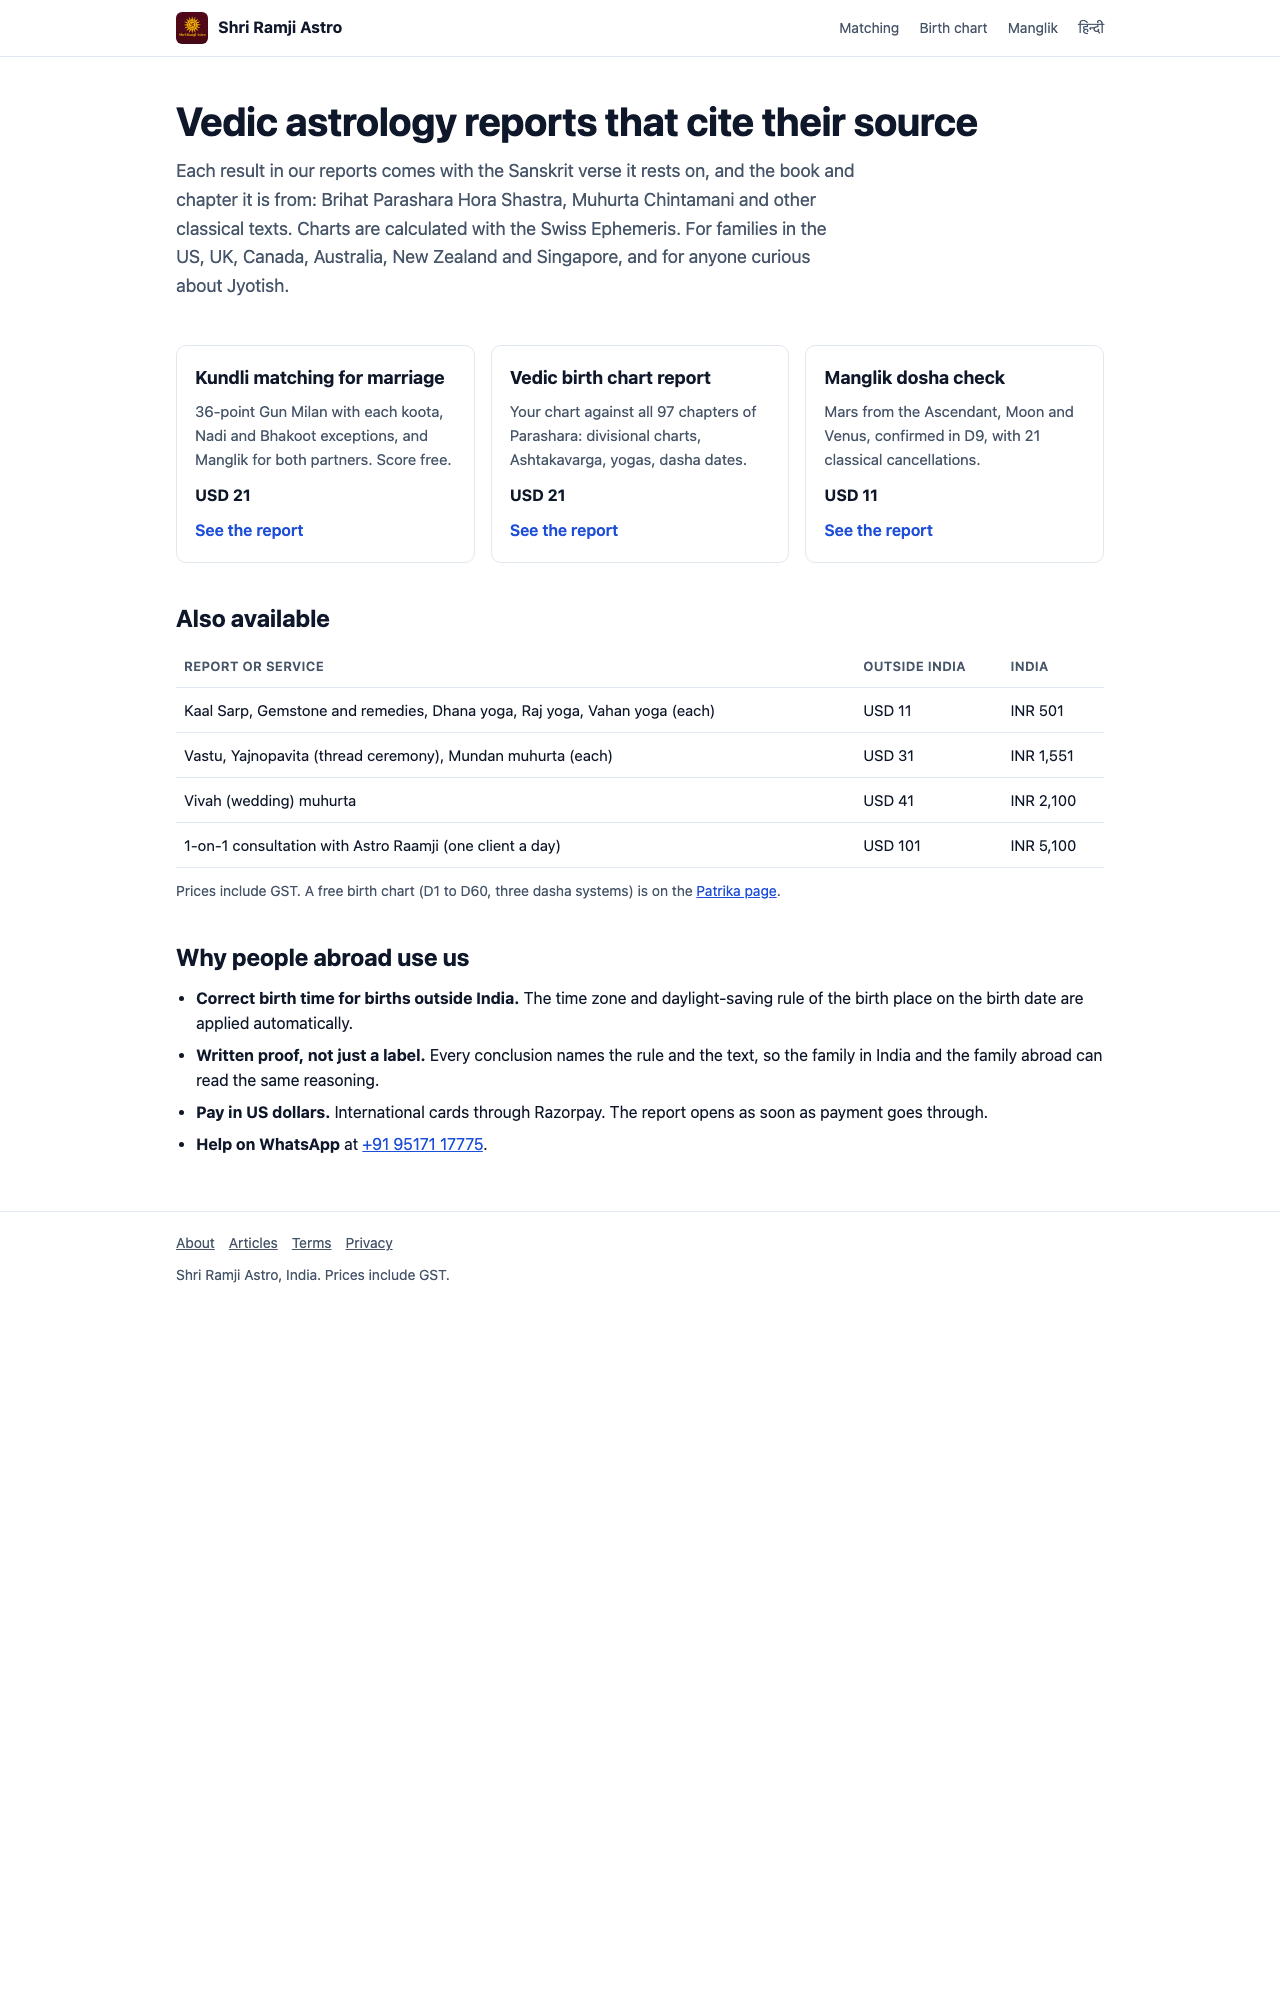 Shri Ramji Astro
Matching Birth chart Manglik हिन्दी
Vedic astrology reports that cite their source
Each result in our reports comes with the Sanskrit verse it rests on, and the book and
chapter it is from: Brihat Parashara Hora Shastra, Muhurta Chintamani and other
classical texts. Charts are calculated with the Swiss Ephemeris. For families in the
US, UK, Canada, Australia, New Zealand and Singapore, and for anyone curious
about Jyotish.
Kundli matching for marriage
36-point Gun Milan with each koota,
Nadi and Bhakoot exceptions, and
Manglik for both partners. Score free.
USD 21
See the report
Vedic birth chart report
Your chart against all 97 chapters of
Parashara: divisional charts,
Ashtakavarga, yogas, dasha dates.
USD 21
See the report
Manglik dosha check
Mars from the Ascendant, Moon and
Venus, confirmed in D9, with 21
classical cancellations.
USD 11
See the report
Also available
REPORT OR SERVICE OUTSIDE INDIA INDIA
Kaal Sarp, Gemstone and remedies, Dhana yoga, Raj yoga, Vahan yoga (each) USD 11 INR 501
Vastu, Yajnopavita (thread ceremony), Mundan muhurta (each) USD 31 INR 1,551
Vivah (wedding) muhurta USD 41 INR 2,100
1-on-1 consultation with Astro Raamji (one client a day) USD 101 INR 5,100
Prices include GST. A free birth chart (D1 to D60, three dasha systems) is on the Patrika page.
Why people abroad use us
• Correct birth time for births outside India. The time zone and daylight-saving rule of the birth place on the birth date are
applied automatically.
• Written proof, not just a label. Every conclusion names the rule and the text, so the family in India and the family abroad can
read the same reasoning.
• Pay in US dollars. International cards through Razorpay. The report opens as soon as payment goes through.
• Help on WhatsApp at +91 95171 17775.
About Articles Terms Privacy
Shri Ramji Astro, India. Prices include GST.